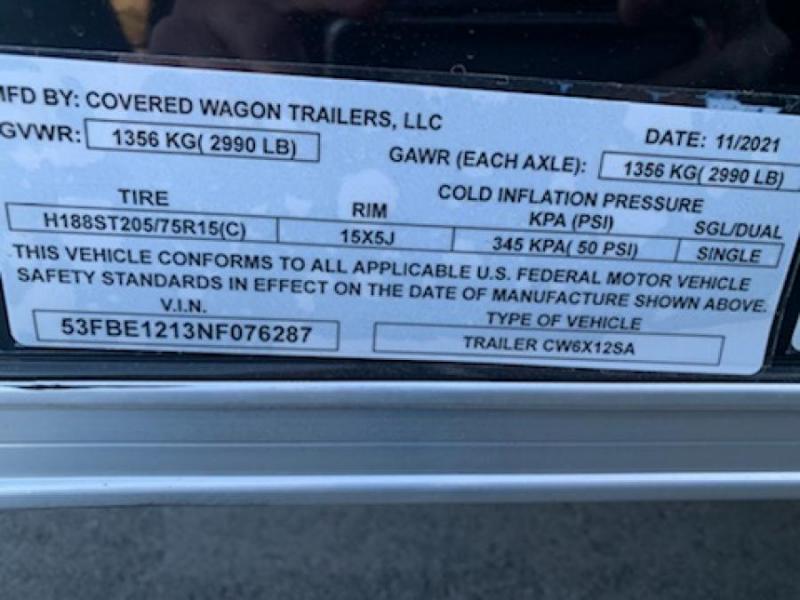 MFD BY: COVERED WAGON TRAILERS, LLC
DATE: 11/2021
GVWR: 1356 KG( 2990 LB)
GAWR (EACH AXLE): 1356 KG( 2990 LB)
TIRE RIM COLD INFLATION PRESSURE KPA (PSI) SGL/DUAL
H188ST205/75R15(C) 15X5J 345 KPA( 50 PSI) SINGLE
THIS VEHICLE CONFORMS TO ALL APPLICABLE U.S. FEDERAL MOTOR VEHICLE
SAFETY STANDARDS IN EFFECT ON THE DATE OF MANUFACTURE SHOWN ABOVE.
V.I.N. TYPE OF VEHICLE
53FBE1213NF076287 TRAILER CW6X12SA